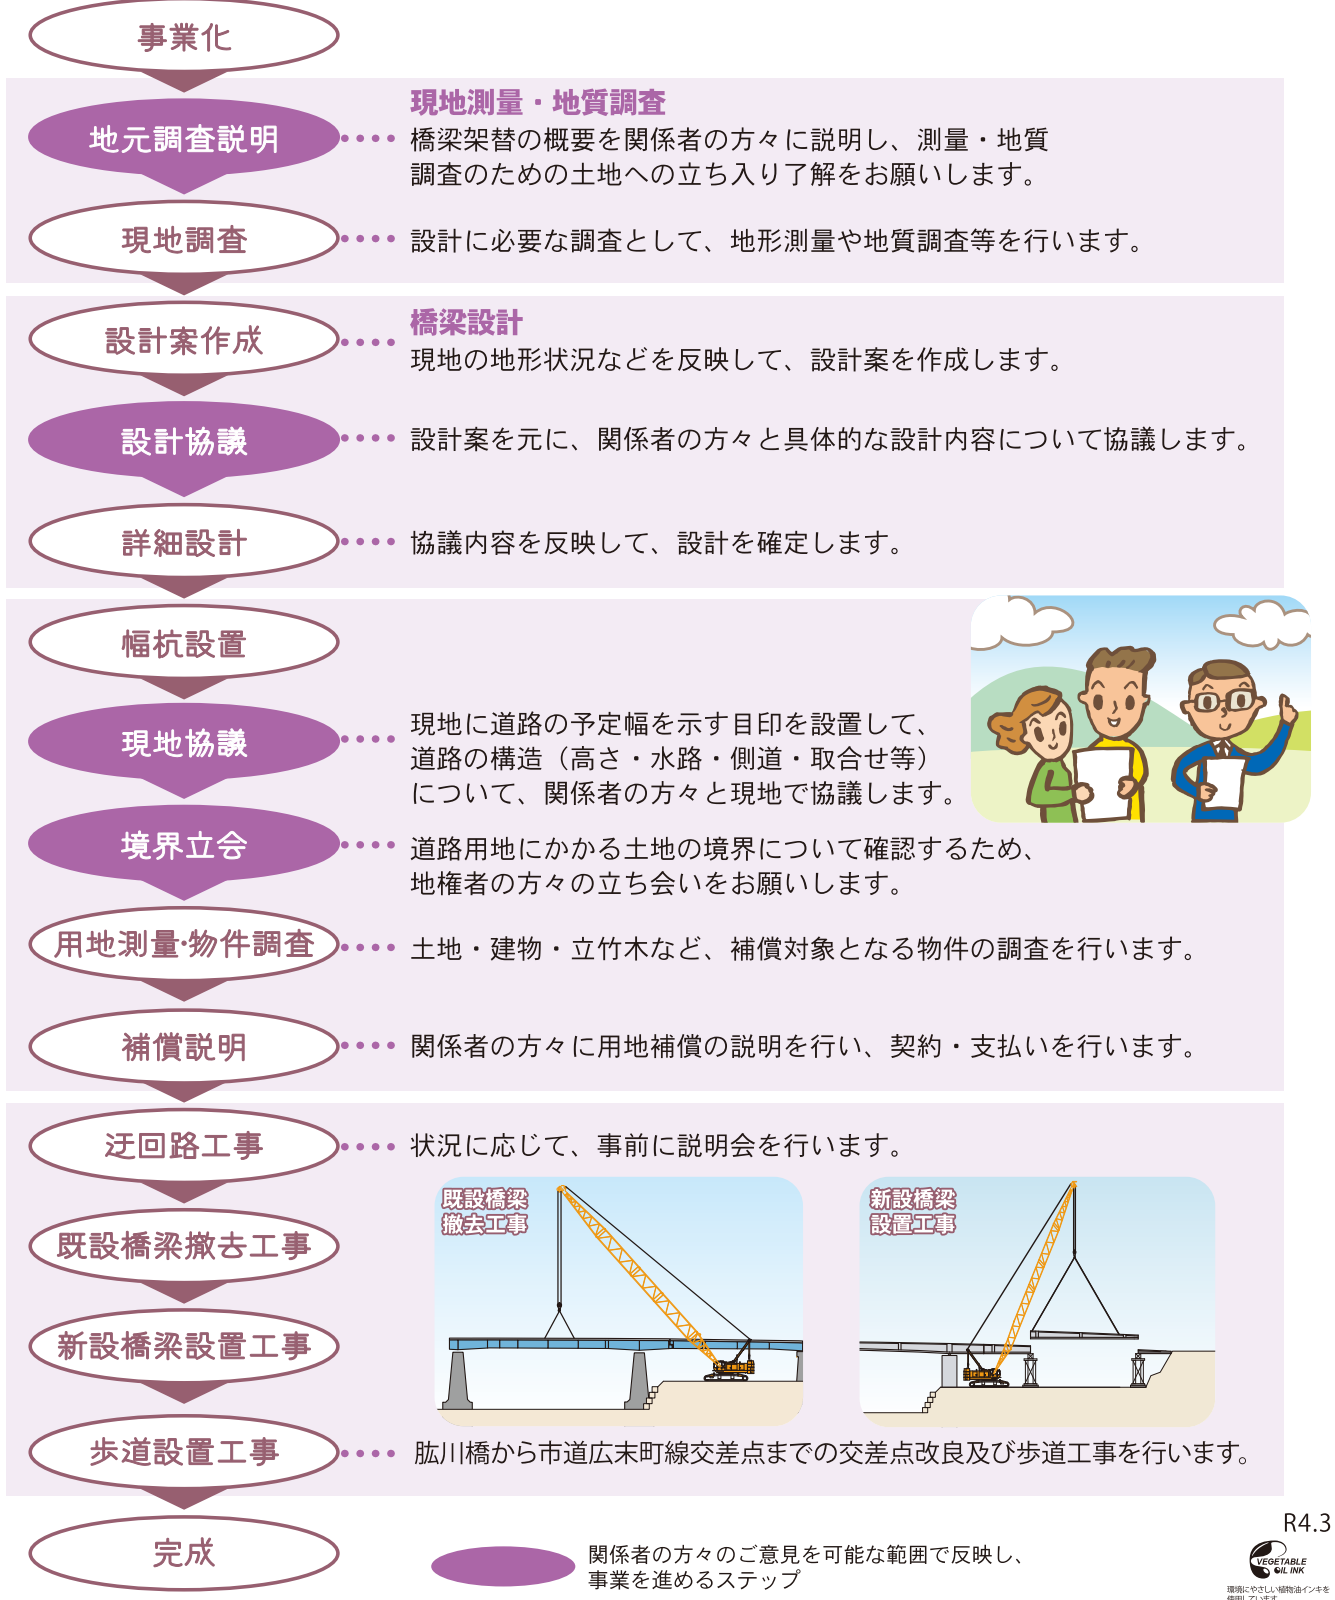 事業化
地元調査説明
現地測量・地質調査
橋梁架替の概要を関係者の方々に説明し、測量・地質
調査のための土地への立ち入り了解をお願いします。
現地調査
設計に必要な調査として、地形測量や地質調査等を行います。
設計案作成
橋梁設計
現地の地形状況などを反映して、設計案を作成します。
設計協議
設計案を元に、関係者の方々と具体的な設計内容について協議します。
詳細設計
協議内容を反映して、設計を確定します。
幅杭設置
現地協議
現地に道路の予定幅を示す目印を設置して、
道路の構造（高さ・水路・側道・取合せ等）
について、関係者の方々と現地で協議します。
境界立会
道路用地にかかる土地の境界について確認するため、
地権者の方々の立ち会いをお願いします。
用地測量・物件調査
土地・建物・立竹木など、補償対象となる物件の調査を行います。
補償説明
関係者の方々に用地補償の説明を行い、契約・支払いを行います。
迂回路工事
状況に応じて、事前に説明会を行います。
既設橋梁撤去工事
新設橋梁設置工事
既設橋梁
撤去工事
新設橋梁
設置工事
歩道設置工事
肱川橋から市道広末町線交差点までの交差点改良及び歩道工事を行います。
完成
関係者の方々のご意見を可能な範囲で反映し、
事業を進めるステップ
R4.3
VEGETABLE
OIL INK
環境にやさしい植物油インキを
使用しています